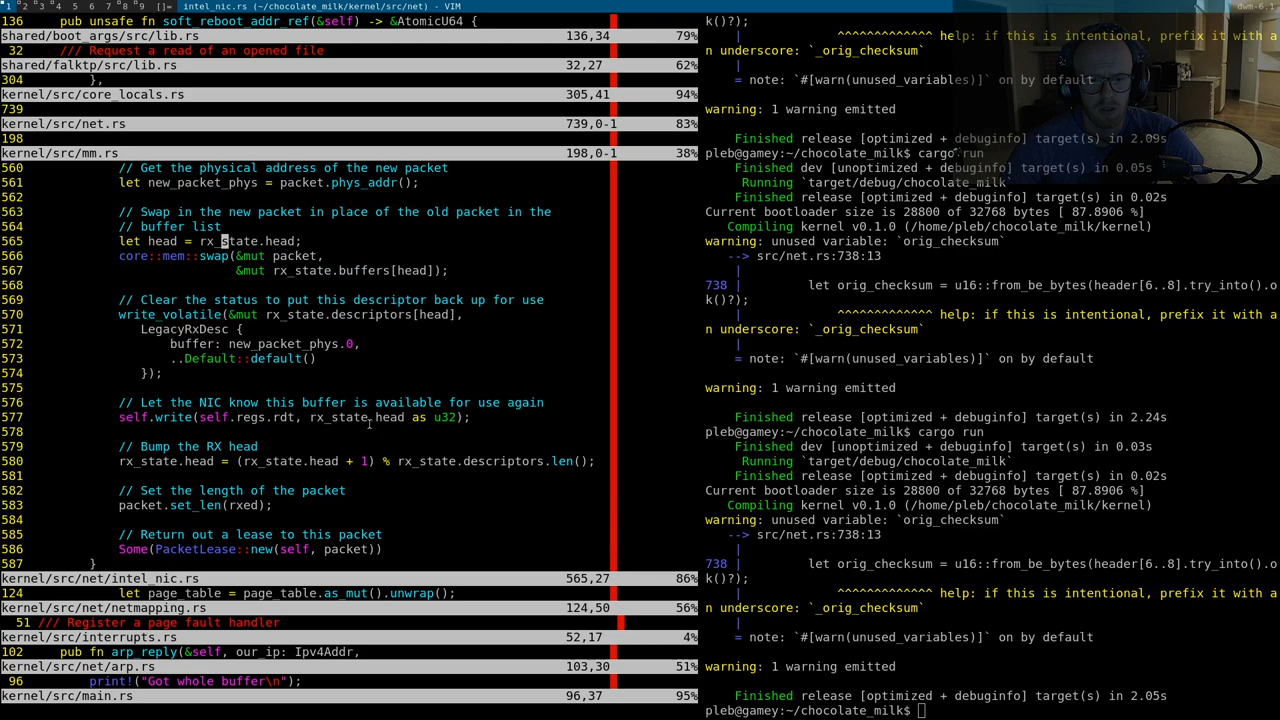 1 2 3 4 5 6 7 8 9 []= intel_nic.rs (~/chocolate_milk/kernel/src/net) - VIM dwm-6.1
136     pub unsafe fn soft_reboot_addr_ref(&self) -> &AtomicU64 {
shared/boot_args/src/lib.rs 136,34 79%
32     /// Request a read of an opened file
shared/falktp/src/lib.rs 32,27 62%
304         },
kernel/src/core_locals.rs 305,41 94%
739
kernel/src/net.rs 739,0-1 83%
198
kernel/src/mm.rs 198,0-1 38%
560             // Get the physical address of the new packet
561             let new_packet_phys = packet.phys_addr();
562
563             // Swap in the new packet in place of the old packet in the
564             // buffer list
565             let head = rx_state.head;
566             core::mem::swap(&mut packet,
567                             &mut rx_state.buffers[head]);
568
569             // Clear the status to put this descriptor back up for use
570             write_volatile(&mut rx_state.descriptors[head],
571                LegacyRxDesc {
572                    buffer: new_packet_phys.0,
573                    ..Default::default()
574                });
575
576             // Let the NIC know this buffer is available for use again
577             self.write(self.regs.rdt, rx_state.head as u32);
578
579             // Bump the RX head
580             rx_state.head = (rx_state.head + 1) % rx_state.descriptors.len();
581
582             // Set the length of the packet
583             packet.set_len(rxed);
584
585             // Return out a lease to this packet
586             Some(PacketLease::new(self, packet))
587         }
kernel/src/net/intel_nic.rs 565,27 86%
124             let page_table = page_table.as_mut().unwrap();
kernel/src/net/netmapping.rs 124,50 56%
51 /// Register a page fault handler
kernel/src/interrupts.rs 52,17 4%
102     pub fn arp_reply(&self, our_ip: Ipv4Addr,
kernel/src/net/arp.rs 103,30 51%
96         print!("Got whole buffer\n");
kernel/src/main.rs 96,37 95%
k()?);
    |                 ^^^^^^^^^^^^^ help: if this is intentional, prefix it with a
n underscore: `_orig_checksum`
    |
    = note: `#[warn(unused_variables)]` on by default
warning: 1 warning emitted
    Finished release [optimized + debuginfo] target(s) in 2.09s
pleb@gamey:~/chocolate_milk$ cargo run
    Finished dev [unoptimized + debuginfo] target(s) in 0.05s
     Running `target/debug/chocolate_milk`
    Finished release [optimized + debuginfo] target(s) in 0.02s
Current bootloader size is 28800 of 32768 bytes [ 87.8906 %]
   Compiling kernel v0.1.0 (/home/pleb/chocolate_milk/kernel)
warning: unused variable: `orig_checksum`
   --> src/net.rs:738:13
    |
738 |         let orig_checksum = u16::from_be_bytes(header[6..8].try_into().o
k()?);
    |             ^^^^^^^^^^^^^ help: if this is intentional, prefix it with a
n underscore: `_orig_checksum`
    |
    = note: `#[warn(unused_variables)]` on by default
warning: 1 warning emitted
    Finished release [optimized + debuginfo] target(s) in 2.24s
pleb@gamey:~/chocolate_milk$ cargo run
    Finished dev [unoptimized + debuginfo] target(s) in 0.03s
     Running `target/debug/chocolate_milk`
    Finished release [optimized + debuginfo] target(s) in 0.02s
Current bootloader size is 28800 of 32768 bytes [ 87.8906 %]
   Compiling kernel v0.1.0 (/home/pleb/chocolate_milk/kernel)
warning: unused variable: `orig_checksum`
   --> src/net.rs:738:13
    |
738 |         let orig_checksum = u16::from_be_bytes(header[6..8].try_into().o
k()?);
    |             ^^^^^^^^^^^^^ help: if this is intentional, prefix it with a
n underscore: `_orig_checksum`
    |
    = note: `#[warn(unused_variables)]` on by default
warning: 1 warning emitted
    Finished release [optimized + debuginfo] target(s) in 2.05s
pleb@gamey:~/chocolate_milk$